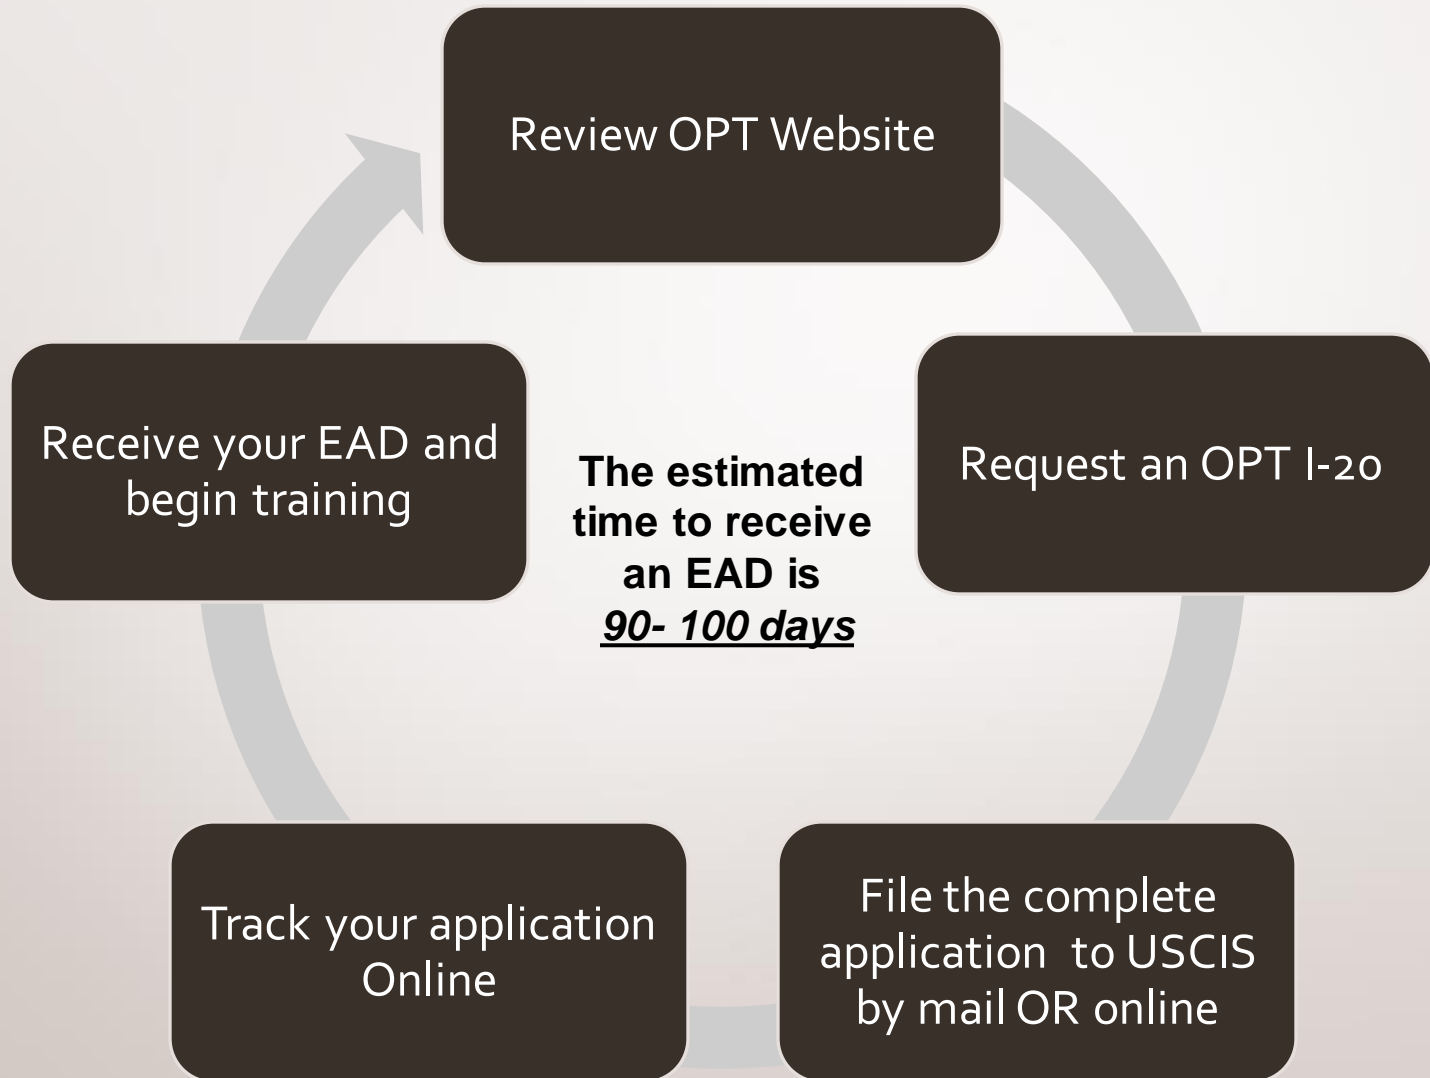 Review OPT Website
Request an OPT I-20
File the complete
application  to USCIS
by mail OR online
Track your application
Online
Receive your EAD and
begin training
The estimated
time to receive
an EAD is
90- 100 days